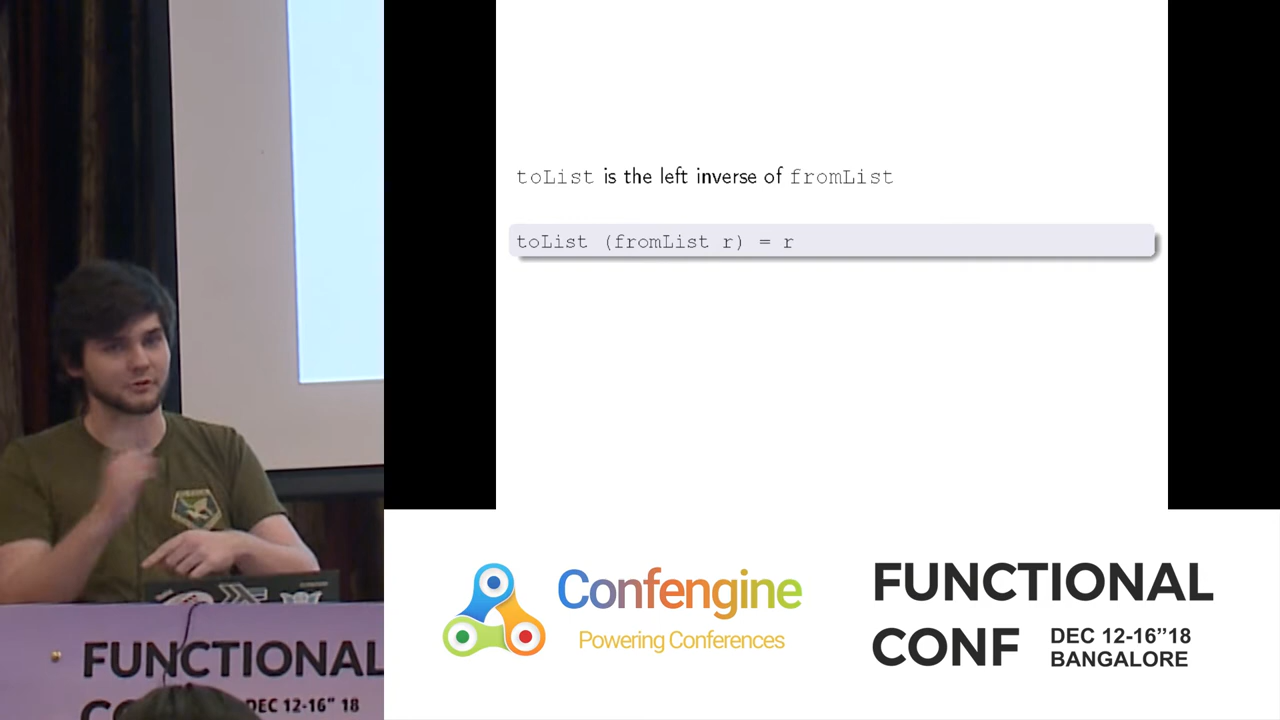 toList is the left inverse of fromList
toList (fromList r) = r
Confengine
Powering Conferences
FUNCTIONAL
CONF
DEC 12-16"18
BANGALORE
FUNCTIONAL
DEC 12-16" 18